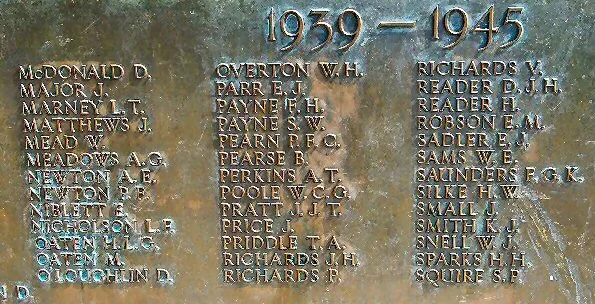 1939 – 1945
McDONALD D.
MAJOR J.
MARNEY L. T.
MATTHEWS J.
MEAD W.
MEADOWS A. G.
NEWTON A. E.
NEWTON P. P.
NIBLETT E.
NICHOLSON L. P.
OATEN H. L. G.
OATEN M.
O'LOUGHLIN D.
OVERTON W. H.
PARR E. J.
PAYNE F. H.
PAYNE S. W.
PEARN P. F. C.
PEARSE B.
PERKINS A. T.
POOLE W. C. G.
PRATT J. J. T.
PRICE J.
PRIDDLE T. A.
RICHARDS J. H.
RICHARDS P.
RICHARDS V.
READER D. J. H.
READER H.
ROBSON E. M.
SADLER E. J.
SAMS W. E.
SAUNDERS F. G. K.
SILKE H. W.
SMALL J.
SMITH K. J.
SNELL W. J.
SPARKS H. H.
SQUIRE S. P.